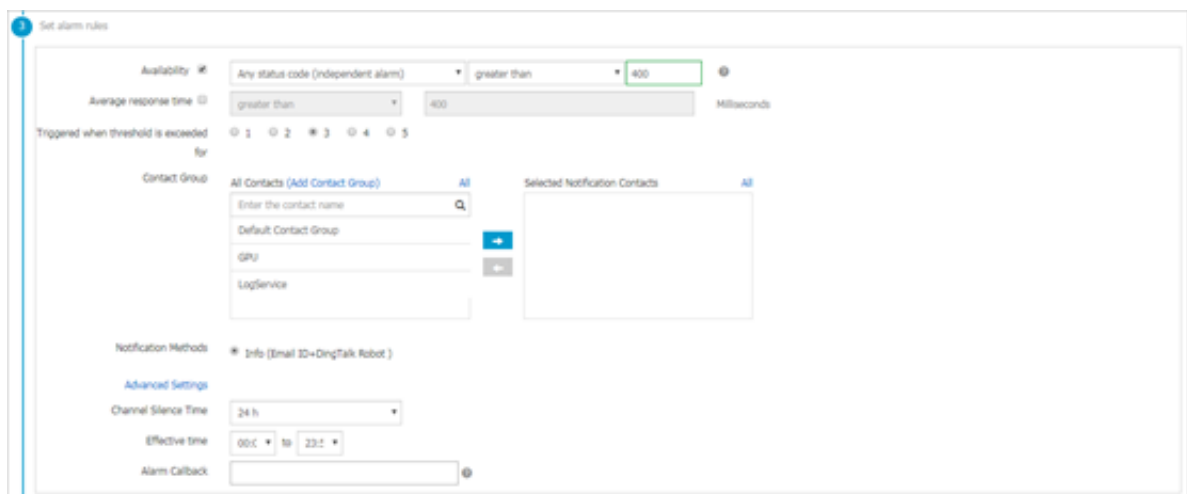 3 Set alarm rules
Availability Any status code (independent alarm) greater than 400
Average response time greater than 400 Milliseconds
Triggered when threshold is exceeded
for
1 2 3 4 5
Contact Group
All Contacts (Add Contact Group) All Selected Notification Contacts All
Enter the contact name
Default Contact Group
GPU
LogService
Notification Methods Info (Email ID+DingTalk Robot )
Advanced Settings
Channel Silence Time 24 h
Effective time to
Alarm Callback